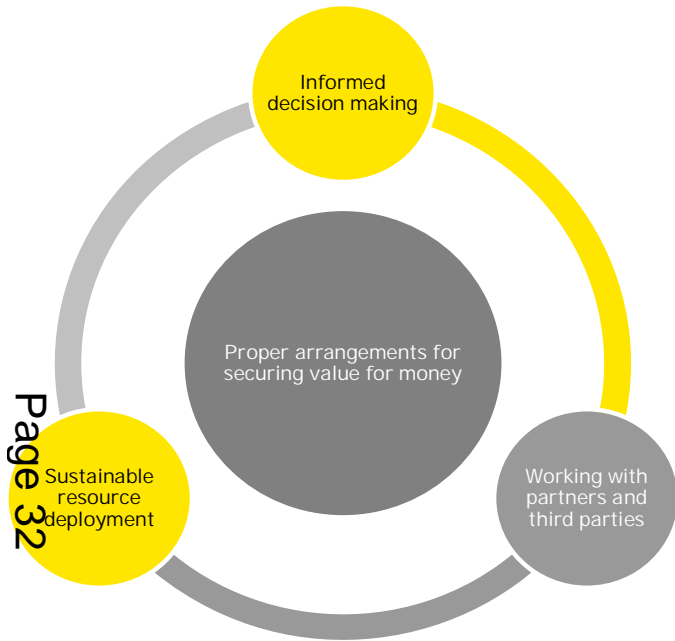 Informed
decision making
Proper arrangements for
securing value for money
Page 32
Sustainable
resource
deployment
Working with
partners and
third parties